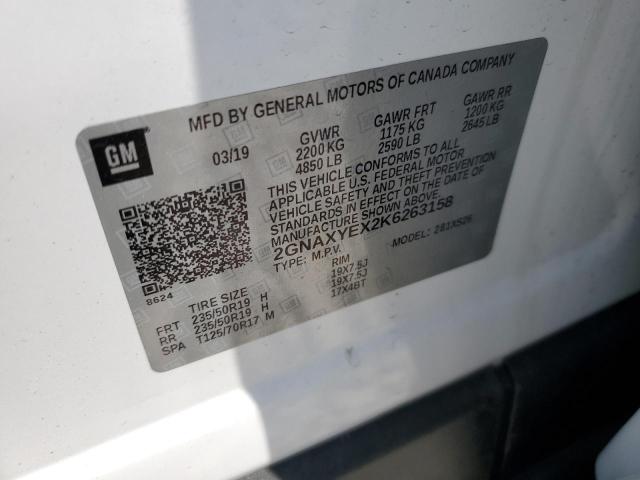 MFD BY GENERAL MOTORS OF CANADA COMPANY
GM
03/19
GVWR
2200 KG
4850 LB
GAWR FRT
1175 KG
2590 LB
GAWR RR
1200 KG
2645 LB
THIS VEHICLE CONFORMS TO ALL
APPLICABLE U.S. FEDERAL MOTOR
VEHICLE SAFETY AND THEFT PREVENTION
STANDARDS IN EFFECT ON THE DATE OF
MANUFACTURE SHOWN ABOVE.
2GNAXYEX2K6263158
TYPE: M.P.V.
MODEL:
8624
TIRE SIZE
RIM
FRT 235/50R19 H 19X7.5J
RR 235/50R19 H 19X7.5J
SPA T125/70R17 M 17X4BT